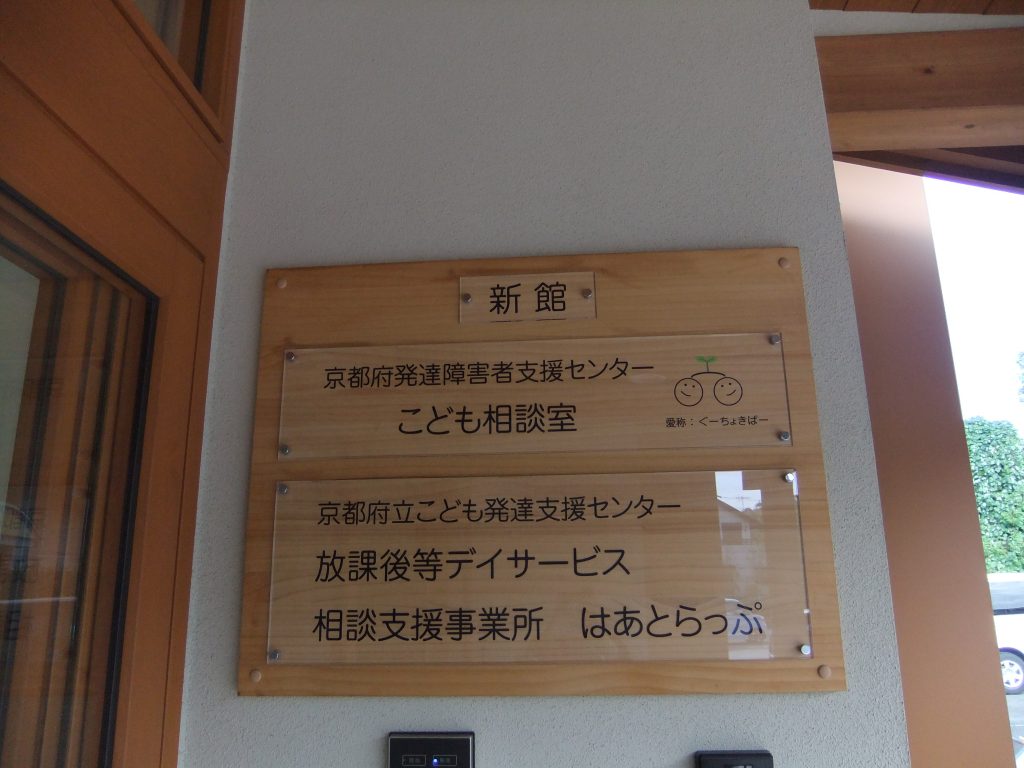 新館
京都府発達障害者支援センター
こども相談室
愛称：ぐーちょきぱー
京都府立こども発達支援センター
放課後等デイサービス
相談支援事業所　はあとらっぷ